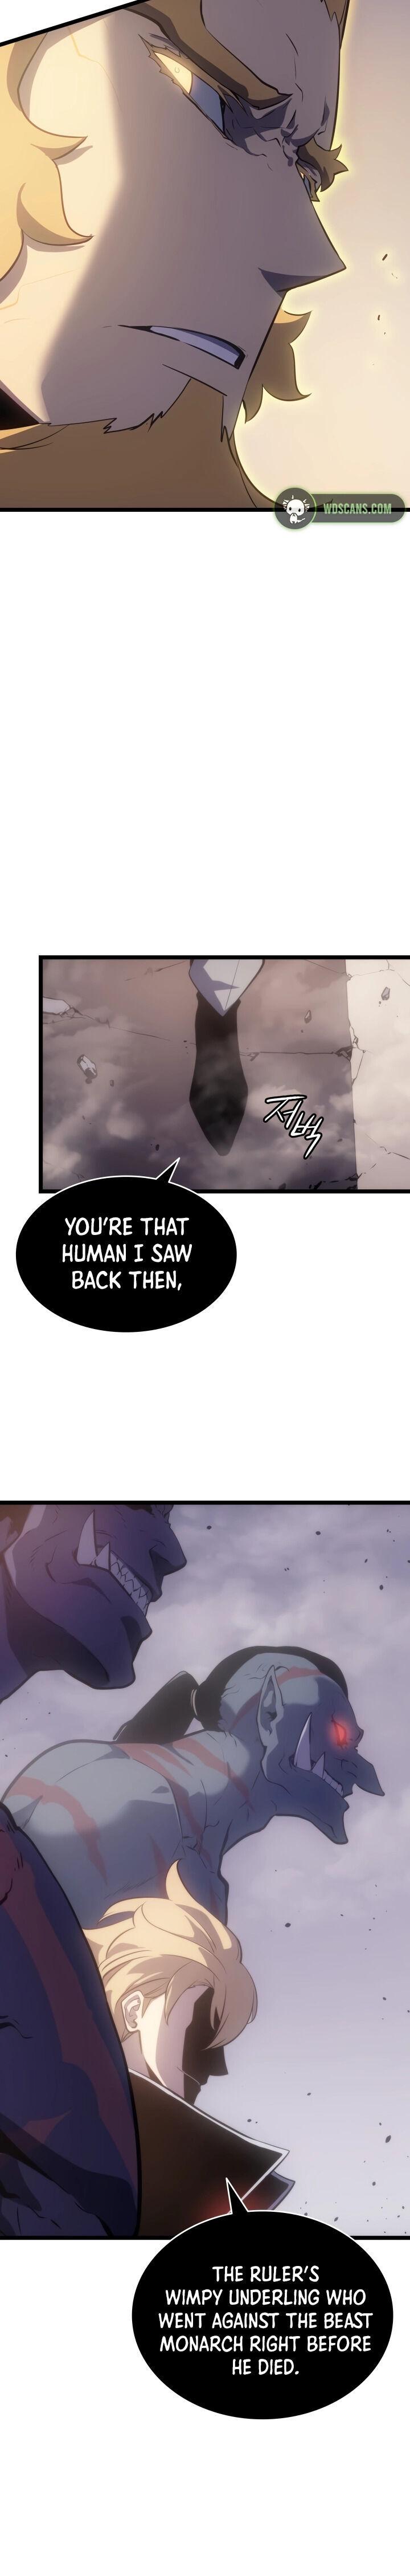 WDSCANS.COM
저벅
YOU'RE THAT
HUMAN I SAW
BACK THEN,
THE RULER'S
WIMPY UNDERLING WHO
WENT AGAINST THE BEAST
MONARCH RIGHT BEFORE
HE DIED.